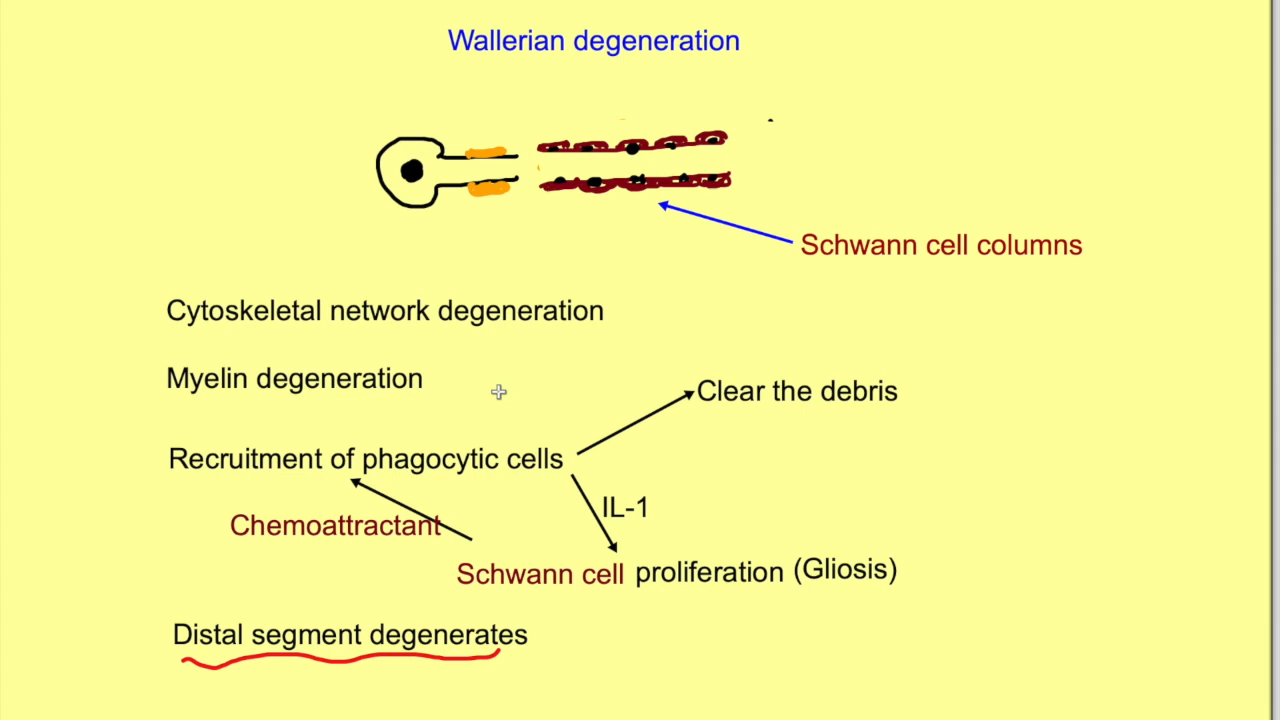 Wallerian degeneration
Schwann cell columns
Cytoskeletal network degeneration
Myelin degeneration
Clear the debris
Recruitment of phagocytic cells
IL-1
Chemoattractant
Schwann cell proliferation (Gliosis)
Distal segment degenerates